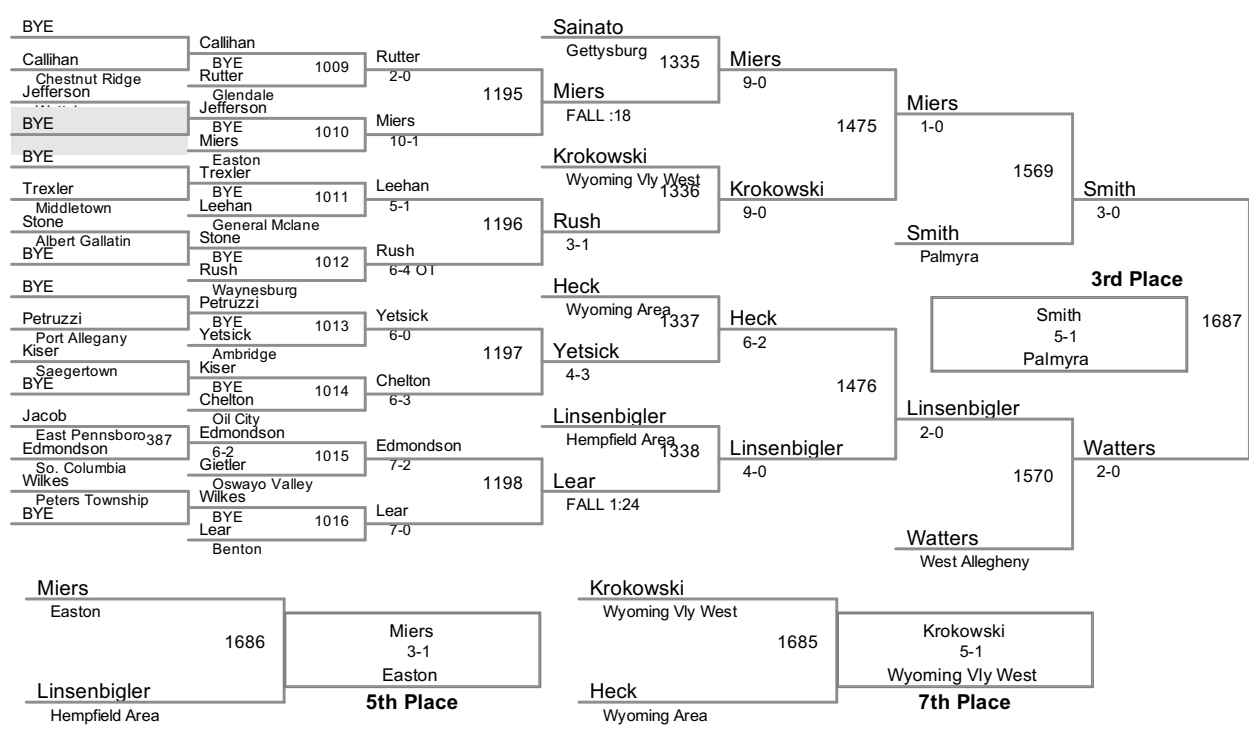 BYE
Callihan
Chestnut Ridge
Jefferson
BYE
BYE
Trexler
Middletown
Stone
Albert Gallatin
BYE
BYE
Petruzzi
Port Allegany
Kiser
Saegertown
BYE
Jacob
East Pennsboro 387
Edmondson
So. Columbia
Wilkes
Peters Township
BYE
Callihan
BYE 1009
Rutter
Glendale
Jefferson
BYE 1010
Miers
Easton
Trexler
BYE 1011
Leehan
General Mclane
Stone
BYE 1012
Rush
Waynesburg
Petruzzi
BYE 1013
Yetsick
Ambridge
Kiser
BYE 1014
Chelton
Oil City
Edmondson
6-2 1015
Gietler
Oswayo Valley
Wilkes
BYE 1016
Lear
Benton
Rutter
2-0
1195
Miers
10-1
Leehan
5-1
1196
Rush
6-4 OT
Yetsick
6-0
1197
Chelton
6-3
Edmondson
7-2
1198
Lear
7-0
Sainato
Gettysburg 1335
Miers
FALL :18
Krokowski
Wyoming Vly West
1336
Rush
3-1
Heck
Wyoming Area
1337
Yetsick
4-3
Linsenbigler
Hempfield Area
1338
Lear
FALL 1:24
Miers
9-0
1475
Krokowski
9-0
Heck
6-2
1476
Linsenbigler
4-0
Miers
1-0
1569
Smith
Palmyra
Linsenbigler
2-0
1570
Watters
West Allegheny
Smith
3-0
3rd Place
Smith
5-1
Palmyra
1687
Watters
2-0
Miers
Easton
1686
Linsenbigler
Hempfield Area
Miers
3-1
Easton
5th Place
Krokowski
Wyoming Vly West
1685
Heck
Wyoming Area
Krokowski
5-1
Wyoming Vly West
7th Place